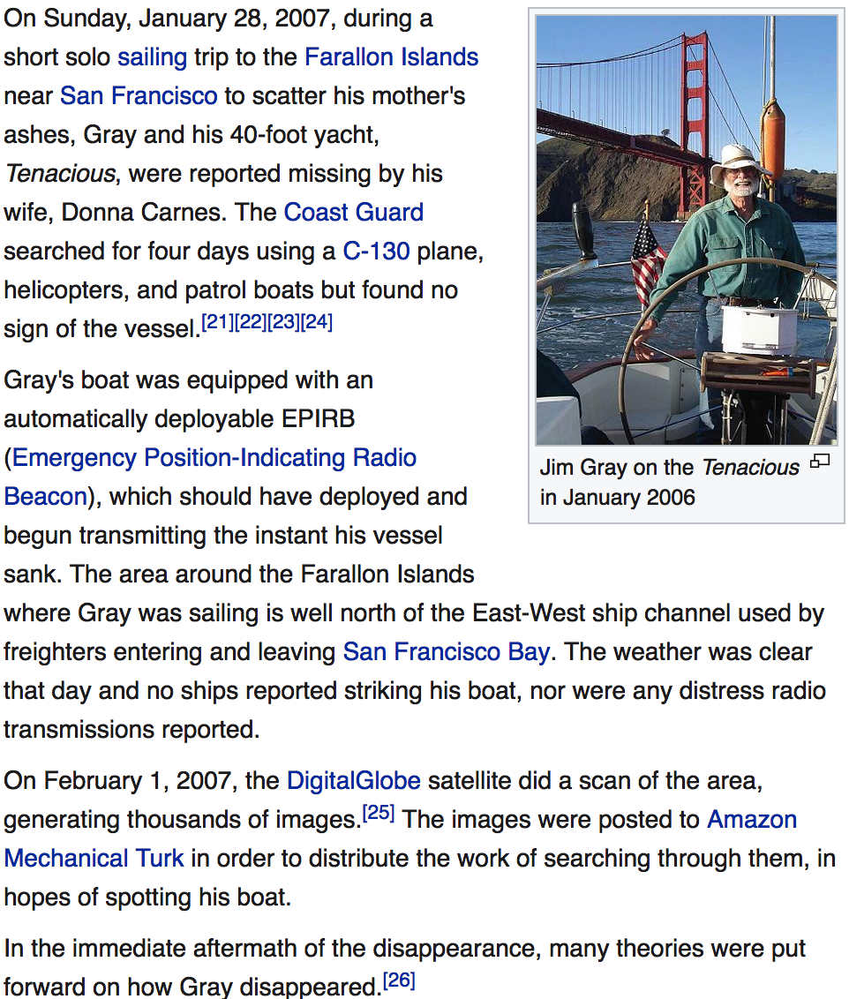 On Sunday, January 28, 2007, during a
short solo sailing trip to the Farallon Islands
near San Francisco to scatter his mother's
ashes, Gray and his 40-foot yacht,
Tenacious, were reported missing by his
wife, Donna Carnes. The Coast Guard
searched for four days using a C-130 plane,
helicopters, and patrol boats but found no
sign of the vessel.[21][22][23][24]
Jim Gray on the Tenacious
in January 2006
Gray's boat was equipped with an
automatically deployable EPIRB
(Emergency Position-Indicating Radio
Beacon), which should have deployed and
begun transmitting the instant his vessel
sank. The area around the Farallon Islands
where Gray was sailing is well north of the East-West ship channel used by
freighters entering and leaving San Francisco Bay. The weather was clear
that day and no ships reported striking his boat, nor were any distress radio
transmissions reported.
On February 1, 2007, the DigitalGlobe satellite did a scan of the area,
generating thousands of images.[25] The images were posted to Amazon
Mechanical Turk in order to distribute the work of searching through them, in
hopes of spotting his boat.
In the immediate aftermath of the disappearance, many theories were put
forward on how Gray disappeared.[26]